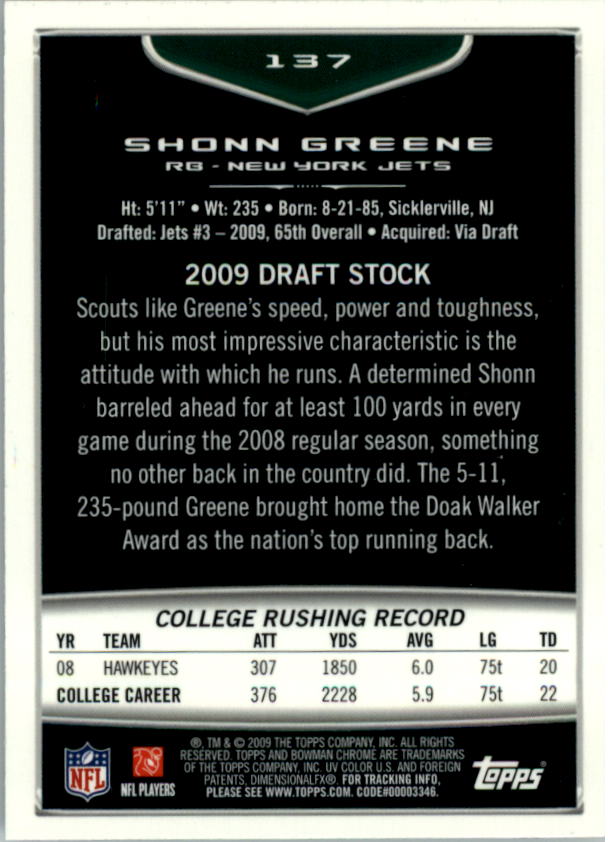 137
SHONN GREENE
RB - NEW YORK JETS
Ht: 5'11" • Wt: 235 • Born: 8-21-85, Sicklerville, NJ
Drafted: Jets #3 – 2009, 65th Overall • Acquired: Via Draft
2009 DRAFT STOCK
Scouts like Greene's speed, power and toughness,
but his most impressive characteristic is the
attitude with which he runs. A determined Shonn
barreled ahead for at least 100 yards in every
game during the 2008 regular season, something
no other back in the country did. The 5-11,
235-pound Greene brought home the Doak Walker
Award as the nation's top running back.
COLLEGE RUSHING RECORD
YR TEAM ATT YDS AVG LG TD
08 HAWKEYES 307 1850 6.0 75t 20
COLLEGE CAREER 376 2228 5.9 75t 22
®, TM & © 2009 THE TOPPS COMPANY, INC. ALL RIGHTS
RESERVED. TOPPS AND BOWMAN CHROME ARE TRADEMARKS
OF THE TOPPS COMPANY, INC. UV COLOR U.S. AND FOREIGN
PATENTS, DIMENSIONALFX®. FOR TRACKING INFO,
PLEASE SEE WWW.TOPPS.COM. CODE#00003346.
NFL
NFL PLAYERS
Topps®